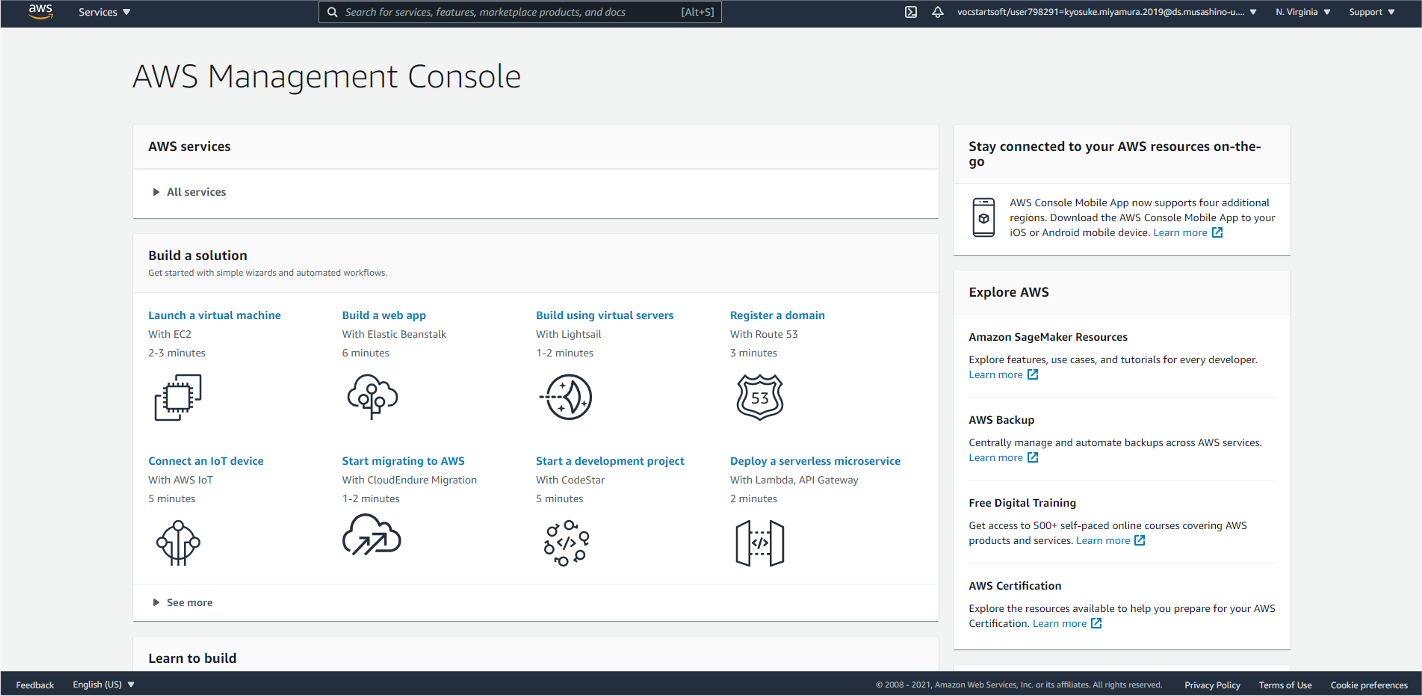 aws
Services ▼
Search for services, features, marketplace products, and docs [Alt+S]
vocstartsoft/user798291=kyosuke.miyamura.2019@ds.musashino-u.... ▼
N. Virginia ▼
Support ▼
AWS Management Console
AWS services
All services
Build a solution
Get started with simple wizards and automated workflows.
Launch a virtual machine
With EC2
2-3 minutes
Build a web app
With Elastic Beanstalk
6 minutes
Build using virtual servers
With Lightsail
1-2 minutes
Register a domain
With Route 53
3 minutes
53
Connect an IoT device
With AWS IoT
5 minutes
Start migrating to AWS
With CloudEndure Migration
1-2 minutes
Start a development project
With CodeStar
5 minutes
</>
Deploy a serverless microservice
With Lambda, API Gateway
2 minutes
</>
See more
Learn to build
Stay connected to your AWS resources on-the-
go
AWS Console Mobile App now supports four additional
regions. Download the AWS Console Mobile App to your
iOS or Android mobile device. Learn more
Explore AWS
Amazon SageMaker Resources
Explore features, use cases, and tutorials for every developer.
Learn more
AWS Backup
Centrally manage and automate backups across AWS services.
Learn more
Free Digital Training
Get access to 500+ self-paced online courses covering AWS
products and services. Learn more
AWS Certification
Explore the resources available to help you prepare for your AWS
Certification. Learn more
Feedback
English (US) ▼
© 2008 - 2021, Amazon Web Services, Inc. or its affiliates. All rights reserved.
Privacy Policy
Terms of Use
Cookie preferences